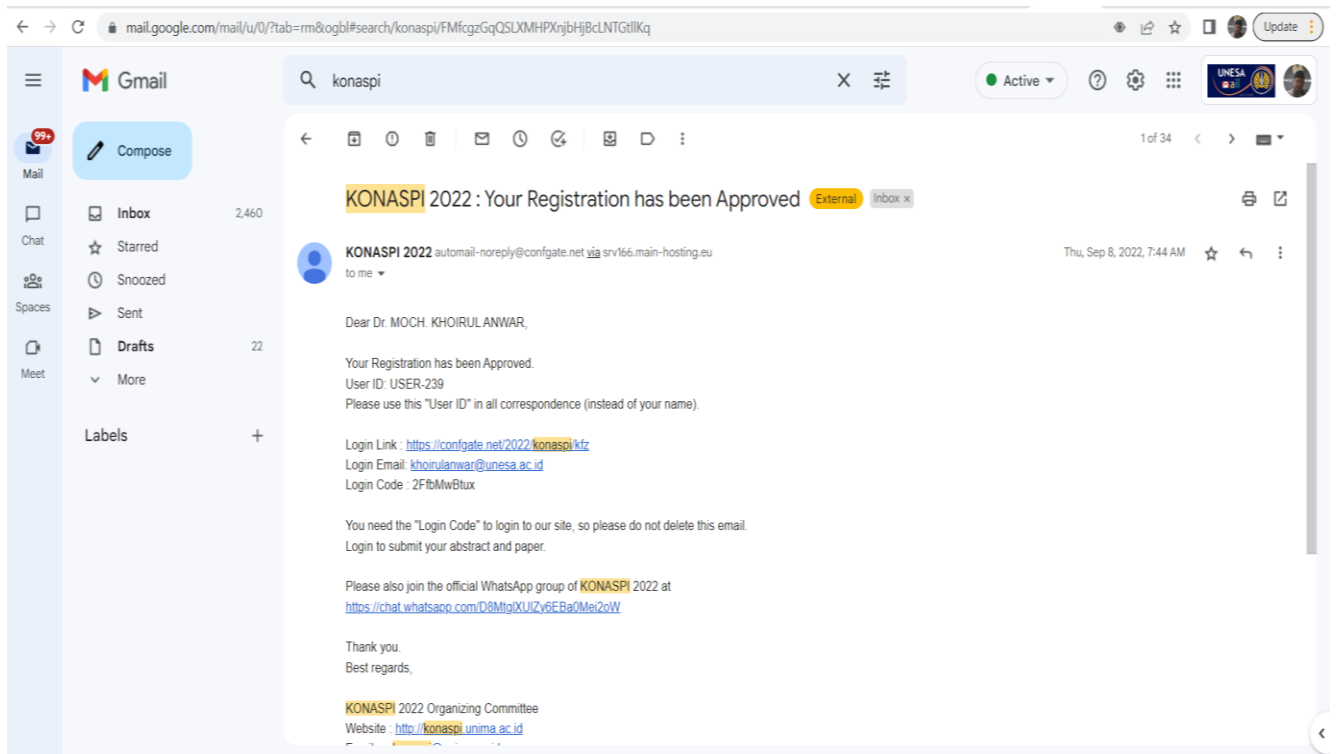 mail.google.com/mail/u/0/?tab=rm&ogbl#search/konaspi/FMfcgzGqQSLXMHPXnjbHjBcLNTGtllKq
Update
Gmail
konaspi
Active
UNESA
99+
Mail
Compose
1 of 34
Inbox 2,460
Chat
Starred
Snoozed
Spaces
Sent
Drafts 22
Meet
More
Labels
KONASPI 2022 : Your Registration has been Approved External Inbox ×
KONASPI 2022 automail-noreply@confgate.net via srv166.main-hosting.eu Thu, Sep 8, 2022, 7:44 AM
to me
Dear Dr. MOCH. KHOIRUL ANWAR,
Your Registration has been Approved.
User ID: USER-239
Please use this "User ID" in all correspondence (instead of your name).
Login Link : https://confgate.net/2022/konaspi/kfz
Login Email: khoirulanwar@unesa.ac.id
Login Code : 2FfbMwBtux
You need the "Login Code" to login to our site, so please do not delete this email.
Login to submit your abstract and paper.
Please also join the official WhatsApp group of KONASPI 2022 at
https://chat.whatsapp.com/D8MtglXUlZy6EBa0Mei2oW
Thank you.
Best regards,
KONASPI 2022 Organizing Committee
Website : http://konaspi.unima.ac.id